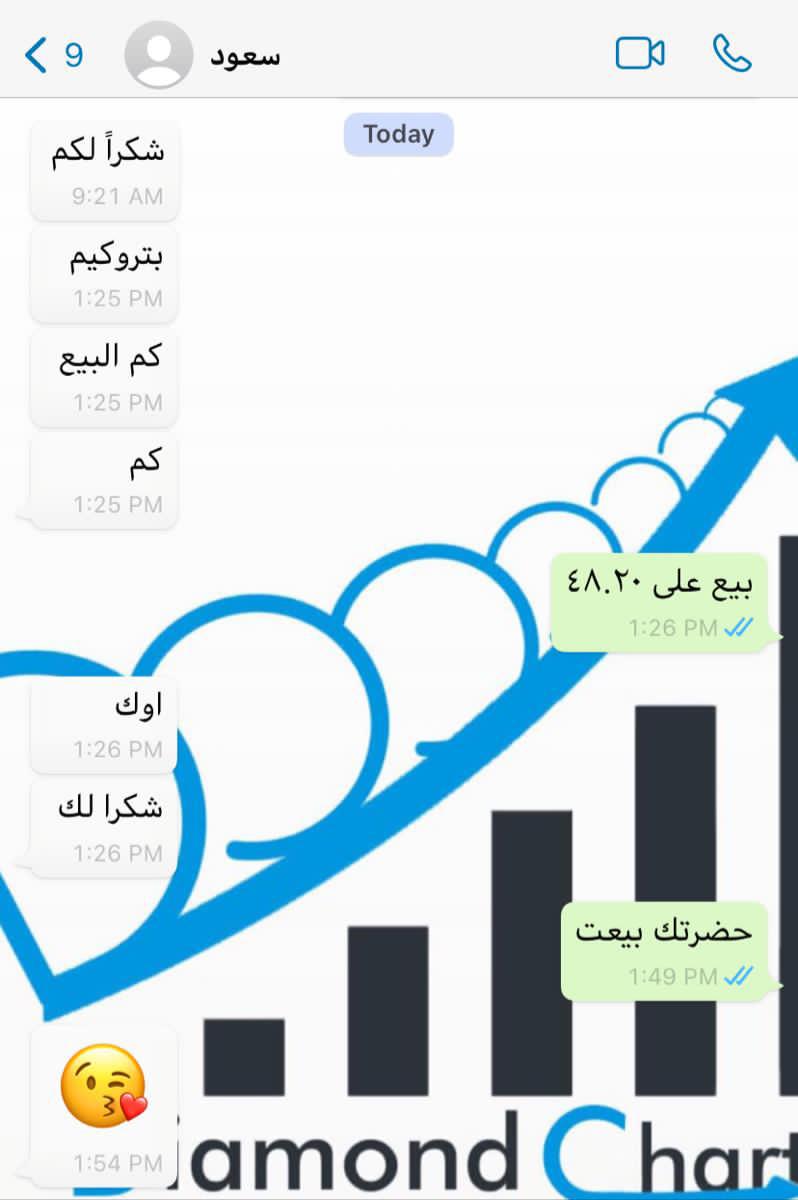 9
سعود
Today
شكراً لكم
9:21 AM
بتروكيم
1:25 PM
كم البيع
1:25 PM
كم
1:25 PM
بيع على ٤٨.٢٠
1:26 PM
اوك
1:26 PM
شكرا لك
1:26 PM
حضرتك بيعت
1:49 PM
1:54 PM
iamond Chart